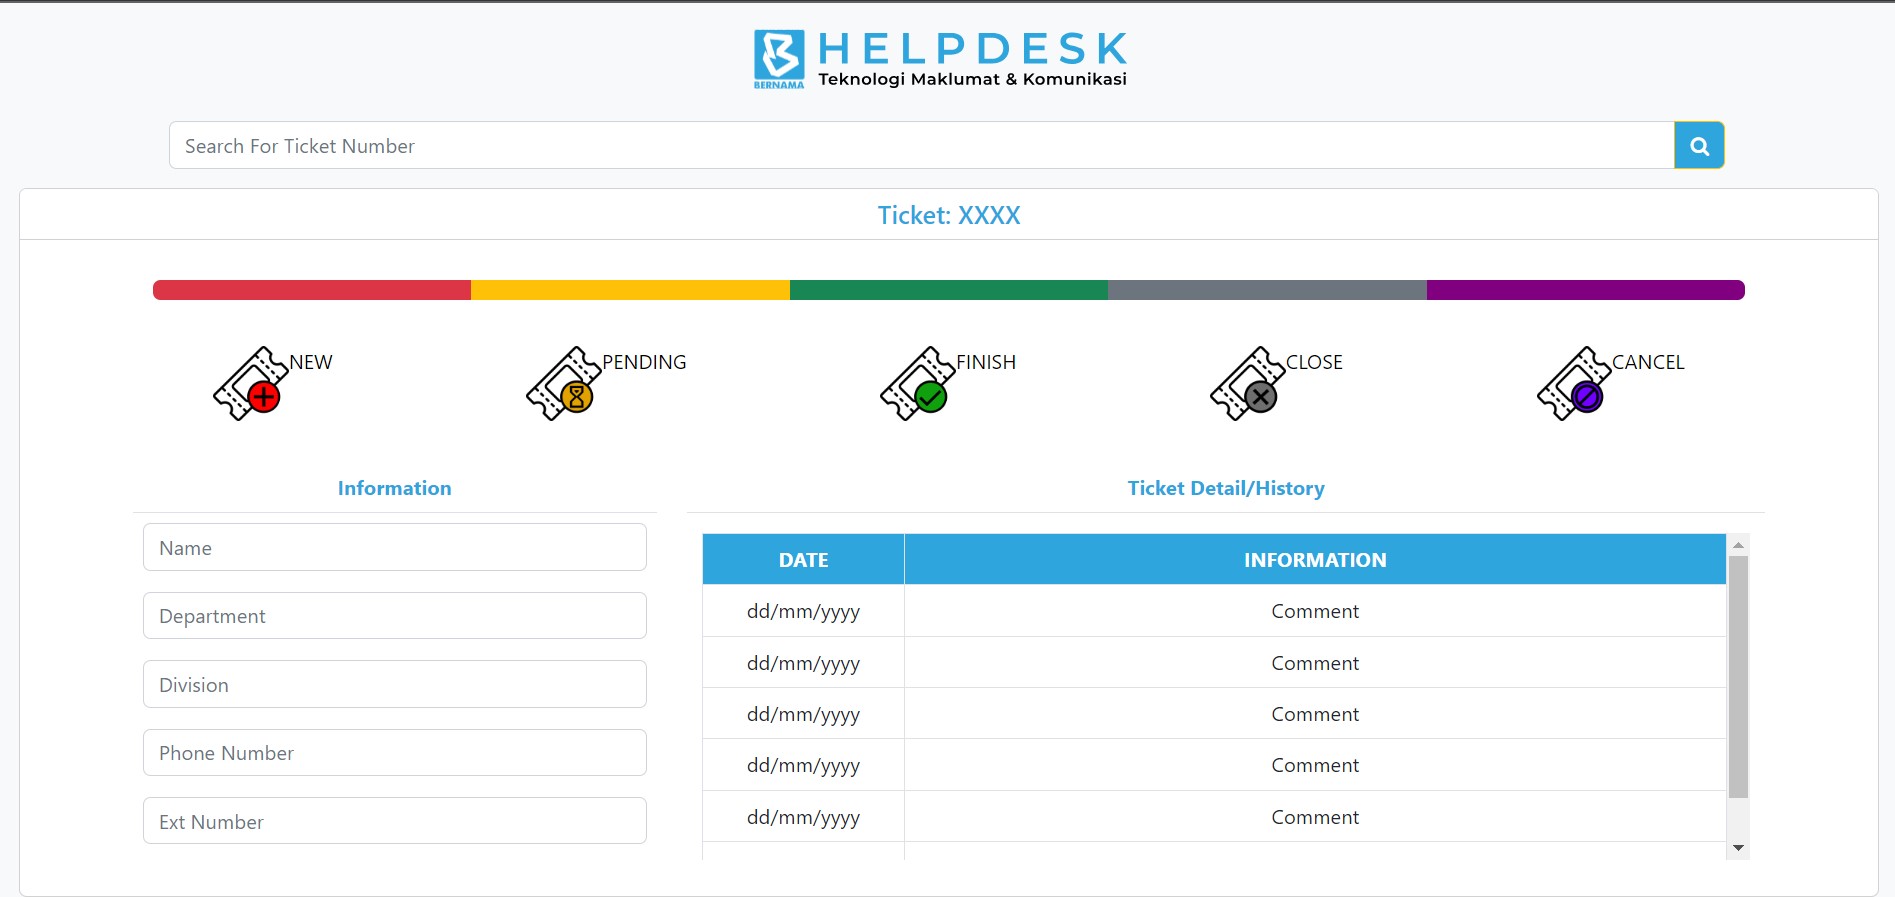 HELPDESK
BERNAMA
Teknologi Maklumat & Komunikasi
Search For Ticket Number
Ticket: XXXX
NEW
PENDING
FINISH
CLOSE
CANCEL
Information
Name
Department
Division
Phone Number
Ext Number
Ticket Detail/History
DATE INFORMATION
dd/mm/yyyy Comment
dd/mm/yyyy Comment
dd/mm/yyyy Comment
dd/mm/yyyy Comment
dd/mm/yyyy Comment